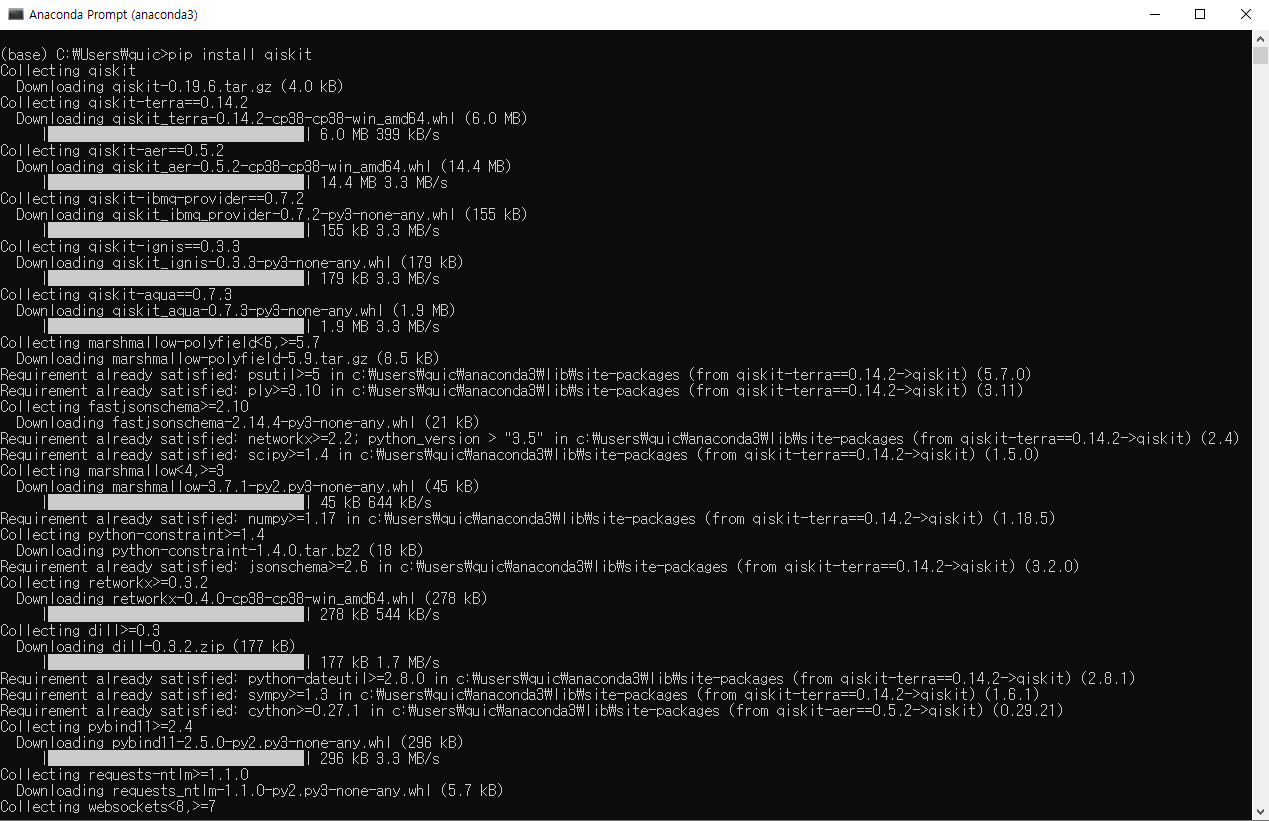 Anaconda Prompt (anaconda3)
(base) C:₩Users₩quic>pip install qiskit
Collecting qiskit
  Downloading qiskit-0.19.6.tar.gz (4.0 kB)
Collecting qiskit-terra==0.14.2
  Downloading qiskit_terra-0.14.2-cp38-cp38-win_amd64.whl (6.0 MB)
     |████████████████████████████████| 6.0 MB 399 kB/s
Collecting qiskit-aer==0.5.2
  Downloading qiskit_aer-0.5.2-cp38-cp38-win_amd64.whl (14.4 MB)
     |████████████████████████████████| 14.4 MB 3.3 MB/s
Collecting qiskit-ibmq-provider==0.7.2
  Downloading qiskit_ibmq_provider-0.7.2-py3-none-any.whl (155 kB)
     |████████████████████████████████| 155 kB 3.3 MB/s
Collecting qiskit-ignis==0.3.3
  Downloading qiskit_ignis-0.3.3-py3-none-any.whl (179 kB)
     |████████████████████████████████| 179 kB 3.3 MB/s
Collecting qiskit-aqua==0.7.3
  Downloading qiskit_aqua-0.7.3-py3-none-any.whl (1.9 MB)
     |████████████████████████████████| 1.9 MB 3.3 MB/s
Collecting marshmallow-polyfield<6,>=5.7
  Downloading marshmallow-polyfield-5.9.tar.gz (8.5 kB)
Requirement already satisfied: psutil>=5 in c:₩users₩quic₩anaconda3₩lib₩site-packages (from qiskit-terra==0.14.2->qiskit) (5.7.0)
Requirement already satisfied: ply>=3.10 in c:₩users₩quic₩anaconda3₩lib₩site-packages (from qiskit-terra==0.14.2->qiskit) (3.11)
Collecting fastjsonschema>=2.10
  Downloading fastjsonschema-2.14.4-py3-none-any.whl (21 kB)
Requirement already satisfied: networkx>=2.2; python_version > "3.5" in c:₩users₩quic₩anaconda3₩lib₩site-packages (from qiskit-terra==0.14.2->qiskit) (2.4)
Requirement already satisfied: scipy>=1.4 in c:₩users₩quic₩anaconda3₩lib₩site-packages (from qiskit-terra==0.14.2->qiskit) (1.5.0)
Collecting marshmallow<4,>=3
  Downloading marshmallow-3.7.1-py2.py3-none-any.whl (45 kB)
     |████████████████████████████████| 45 kB 644 kB/s
Requirement already satisfied: numpy>=1.17 in c:₩users₩quic₩anaconda3₩lib₩site-packages (from qiskit-terra==0.14.2->qiskit) (1.18.5)
Collecting python-constraint>=1.4
  Downloading python-constraint-1.4.0.tar.bz2 (18 kB)
Requirement already satisfied: jsonschema>=2.6 in c:₩users₩quic₩anaconda3₩lib₩site-packages (from qiskit-terra==0.14.2->qiskit) (3.2.0)
Collecting retworkx>=0.3.2
  Downloading retworkx-0.4.0-cp38-cp38-win_amd64.whl (278 kB)
     |████████████████████████████████| 278 kB 544 kB/s
Collecting dill>=0.3
  Downloading dill-0.3.2.zip (177 kB)
     |████████████████████████████████| 177 kB 1.7 MB/s
Requirement already satisfied: python-dateutil>=2.8.0 in c:₩users₩quic₩anaconda3₩lib₩site-packages (from qiskit-terra==0.14.2->qiskit) (2.8.1)
Requirement already satisfied: sympy>=1.3 in c:₩users₩quic₩anaconda3₩lib₩site-packages (from qiskit-terra==0.14.2->qiskit) (1.6.1)
Requirement already satisfied: cython>=0.27.1 in c:₩users₩quic₩anaconda3₩lib₩site-packages (from qiskit-aer==0.5.2->qiskit) (0.29.21)
Collecting pybind11>=2.4
  Downloading pybind11-2.5.0-py2.py3-none-any.whl (296 kB)
     |████████████████████████████████| 296 kB 3.3 MB/s
Collecting requests-ntlm>=1.1.0
  Downloading requests_ntlm-1.1.0-py2.py3-none-any.whl (5.7 kB)
Collecting websockets<8,>=7